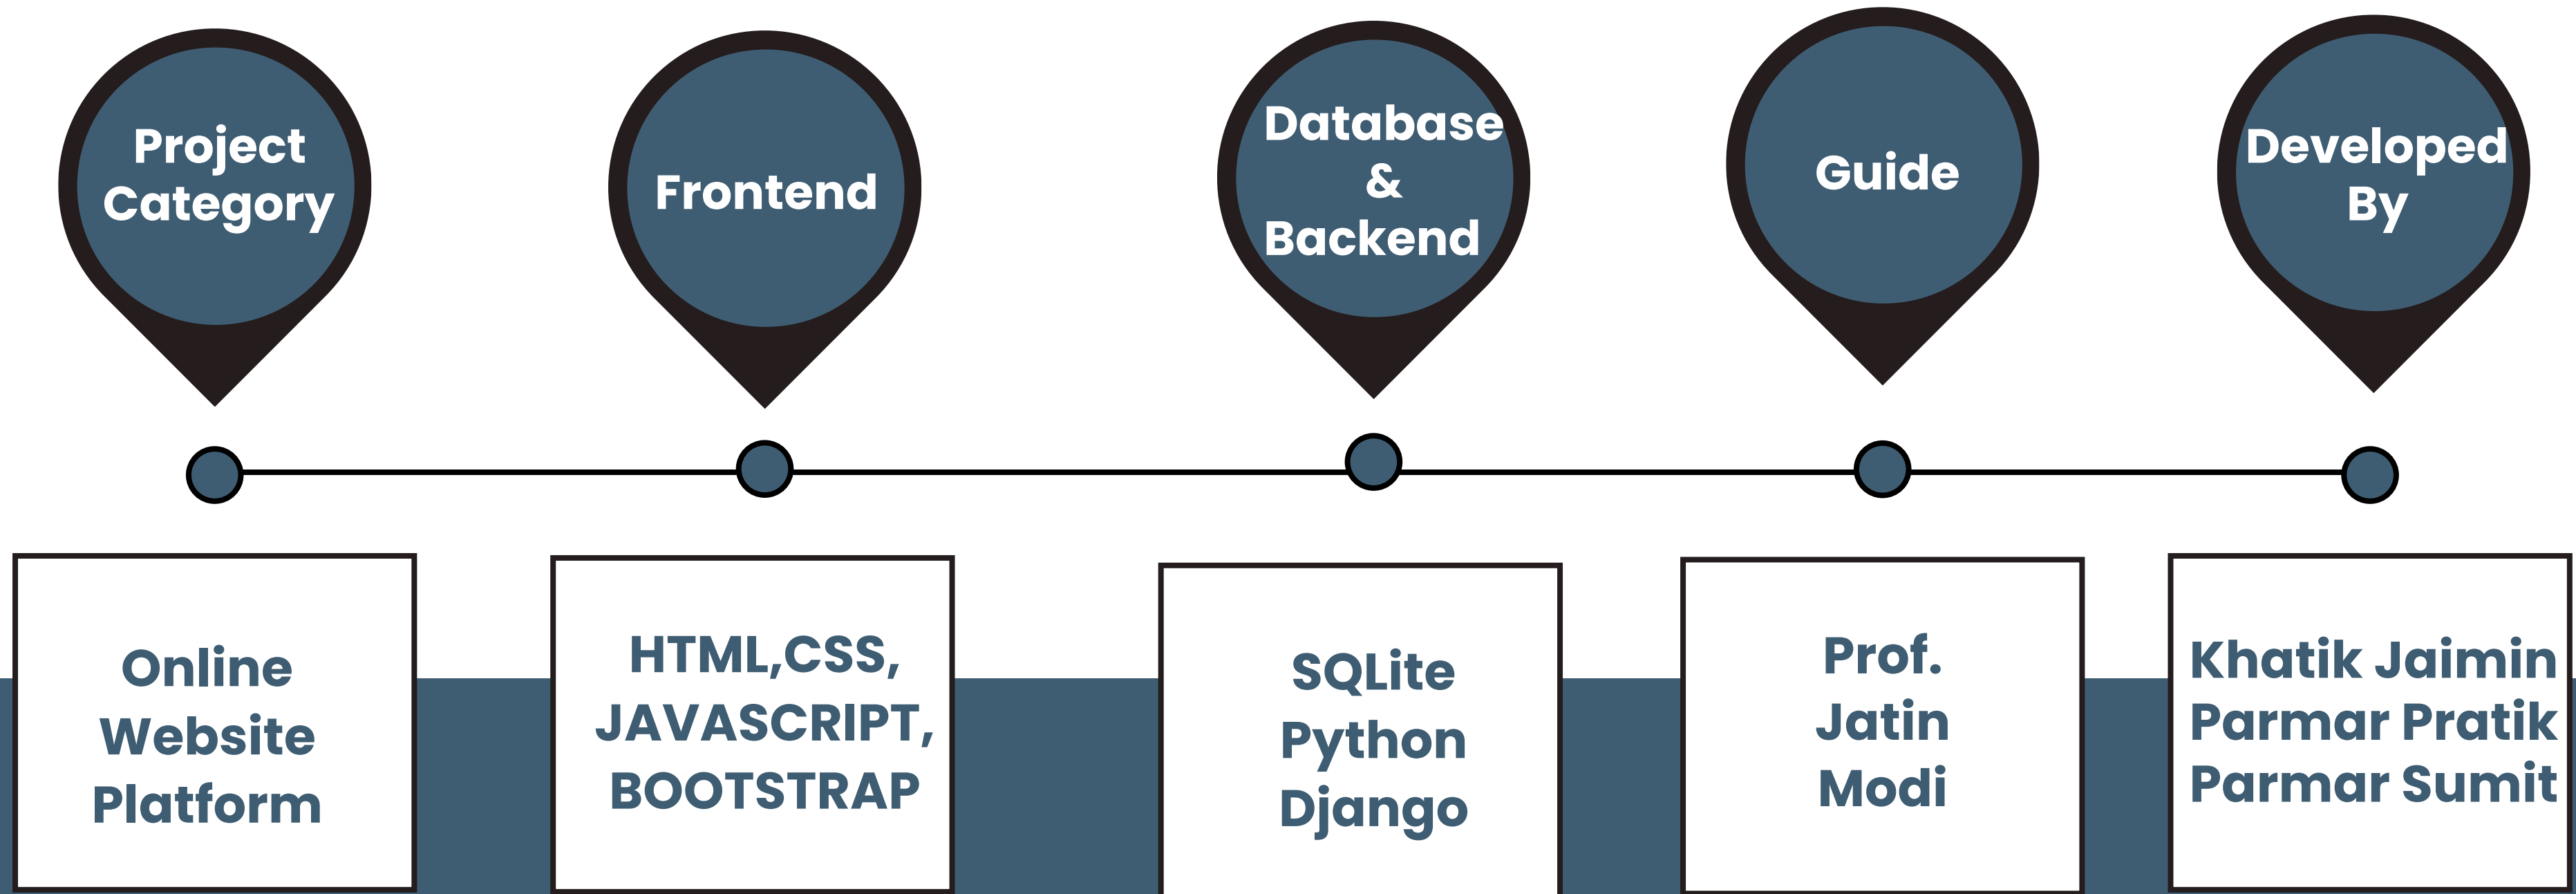 Project
Category
Frontend
Database
&
Backend
Guide
Developed
By
Online
Website
Platform
HTML,CSS,
JAVASCRIPT,
BOOTSTRAP
SQLite
Python
Django
Prof.
Jatin
Modi
Khatik Jaimin
Parmar Pratik
Parmar Sumit